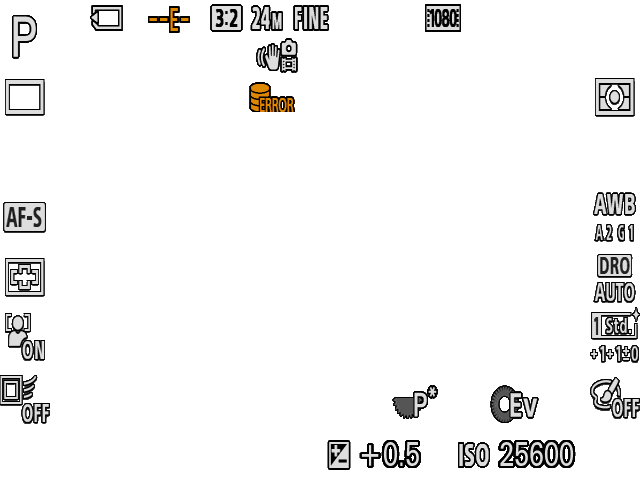 P E 3:2 24M FINE 1080
ERROR
AF-S
AWB
A2 G1
DRO
AUTO
1 Std.
+1+1±0
ON
OFF
P* EV
OFF
+0.5 ISO 25600